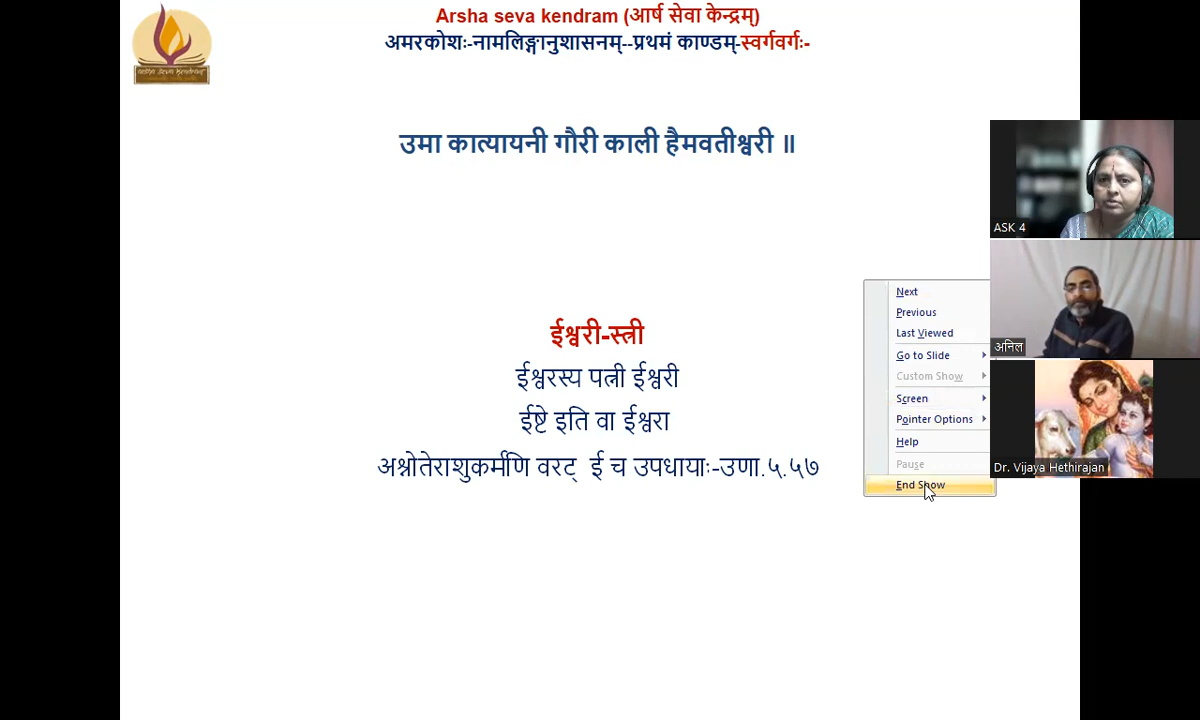 Arsha seva kendram (आर्ष सेवा केन्द्रम्)
अमरकोशः-नामलिङ्गानुशासनम्--प्रथमं काण्डम्-स्वर्गवर्गः-
arsha seva kendram
उमा कात्यायनी गौरी काली हैमवतीश्वरी ॥
ईश्वरी-स्त्री
ईश्वरस्य पत्नी ईश्वरी
ईष्टे इति वा ईश्वरा
अश्नोतेराशुकर्मणि वरट् ई च उपधायाः-उणा.५.५७
Next
Previous
Last Viewed
Go to Slide
Custom Show
Screen
Pointer Options
Help
Pause
End Show
ASK 4
अनिल
Dr. Vijaya Hethirajan